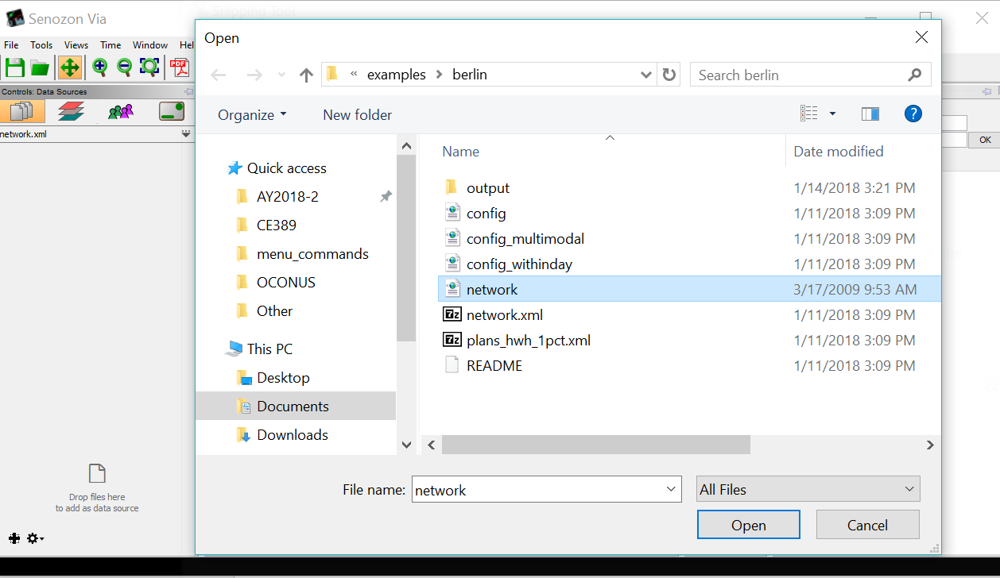 Senozon Via
Snipping Tool
File Tools Views Time Window Hel
Controls: Data Sources
network.xml
Drop files here
to add as data source
OK
Open
« examples > berlin
Search berlin
Organize
New folder
?
Name
Date modified
Quick access
AY2018-2
CE389
menu_commands
OCONUS
Other
This PC
Desktop
Documents
Downloads
output 1/14/2018 3:21 PM
config 1/11/2018 3:09 PM
config_multimodal 1/11/2018 3:09 PM
config_withinday 1/11/2018 3:09 PM
network 3/17/2009 9:53 AM
7z network.xml 1/11/2018 3:09 PM
7z plans_hwh_1pct.xml 1/11/2018 3:09 PM
README 1/11/2018 3:09 PM
File name: network
All Files
Open
Cancel
PDF